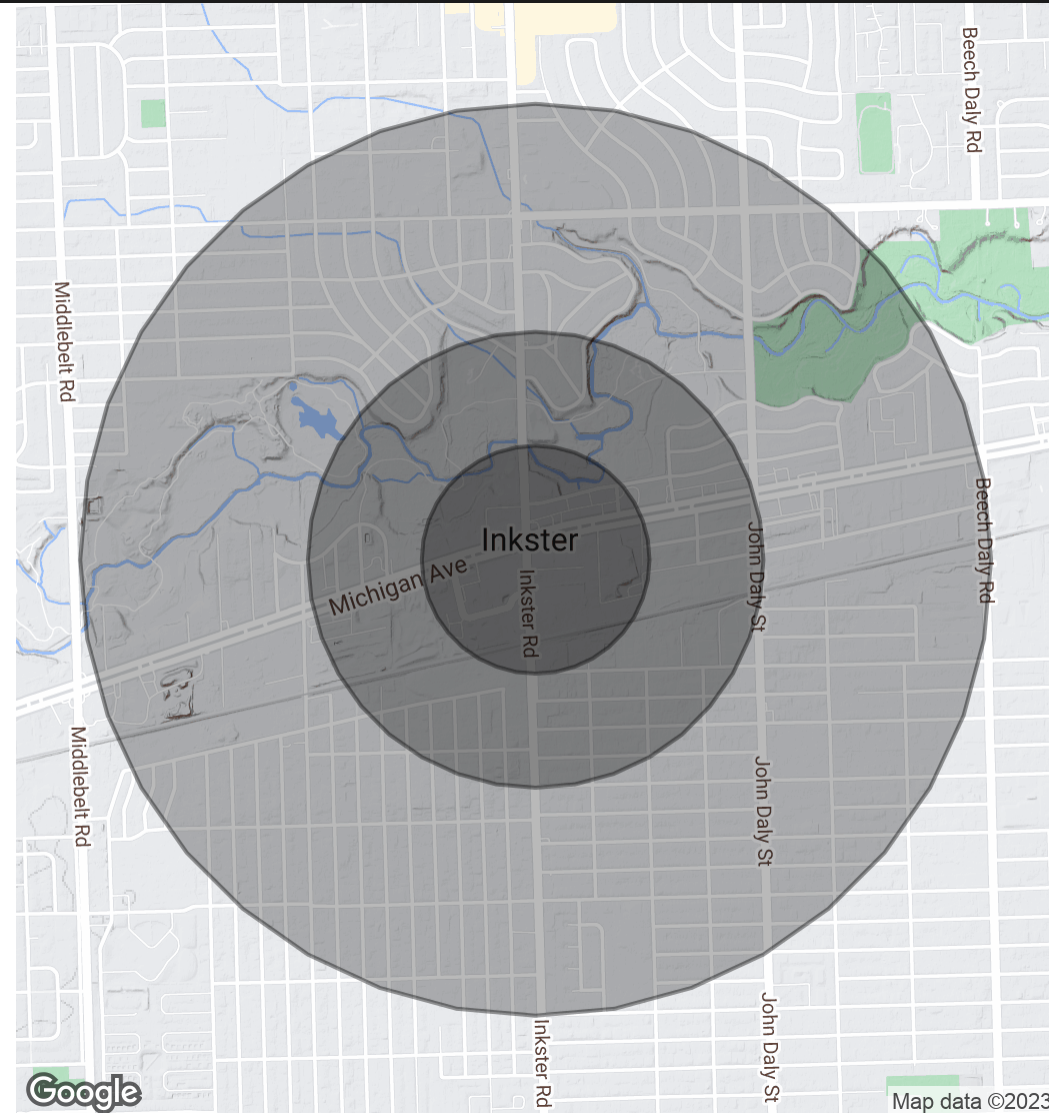 Beech Daly Rd
Middlebelt Rd
Beech Daly Rd
Inkster
John Daly St
Michigan Ave
Inkster Rd
Middlebelt Rd
John Daly St
John Daly St
Inkster Rd
Google
Map data ©2023